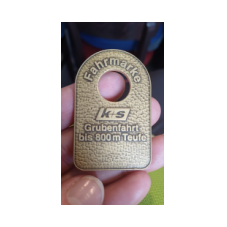 Fahrmarke
k+s
Grubenfahrt
bis 800 m Teufe